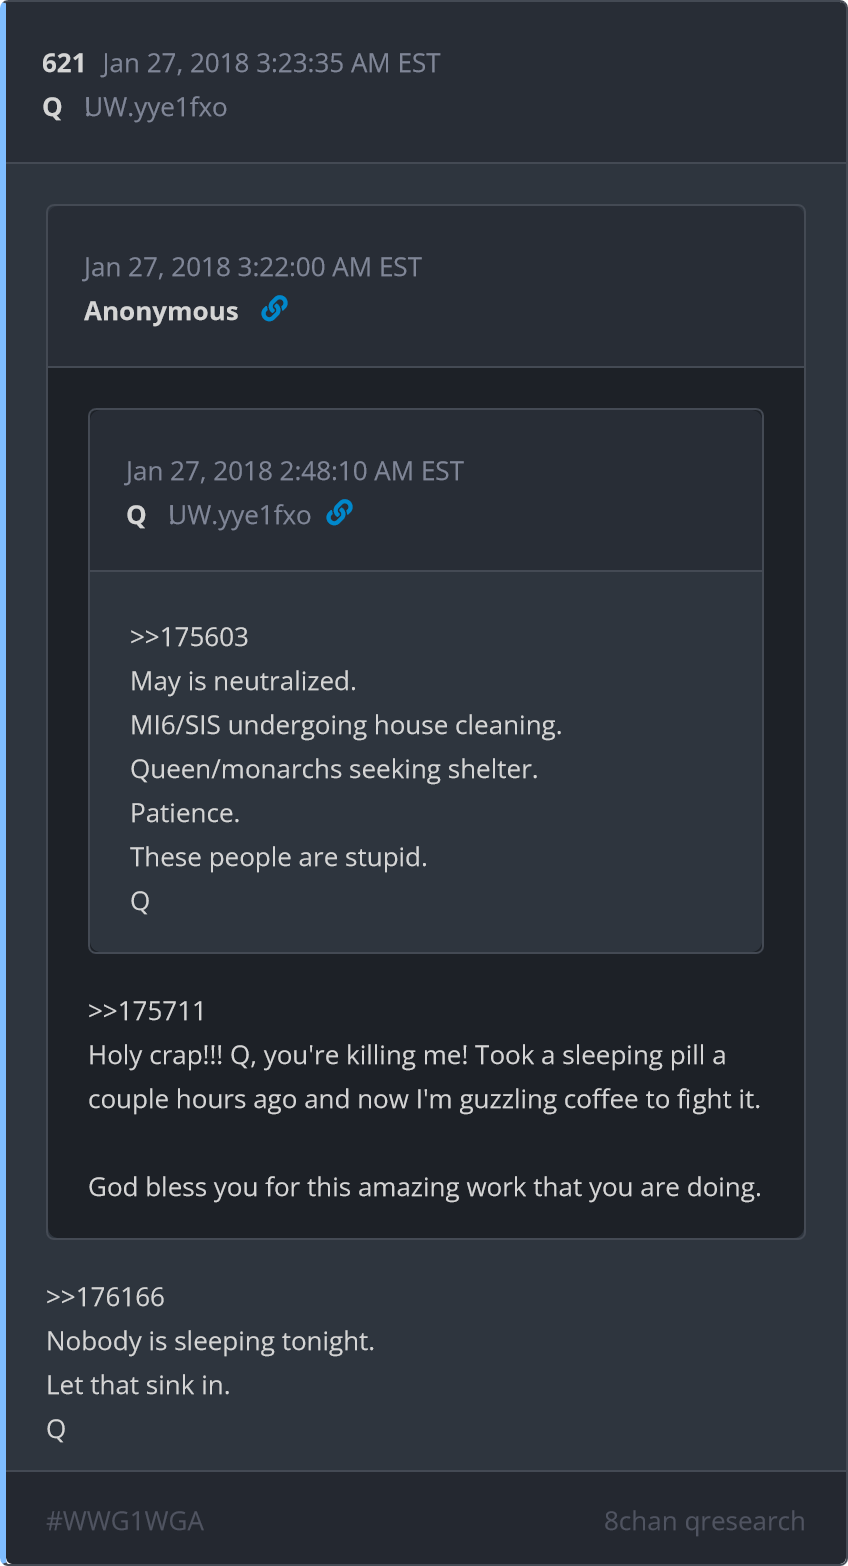 621 Jan 27, 2018 3:23:35 AM EST
Q UW.yye1fxo
Jan 27, 2018 3:22:00 AM EST
Anonymous
Jan 27, 2018 2:48:10 AM EST
Q UW.yye1fxo
>>175603
May is neutralized.
MI6/SIS undergoing house cleaning.
Queen/monarchs seeking shelter.
Patience.
These people are stupid.
Q
>>175711
Holy crap!!! Q, you're killing me! Took a sleeping pill a
couple hours ago and now I'm guzzling coffee to fight it.
God bless you for this amazing work that you are doing.
>>176166
Nobody is sleeping tonight.
Let that sink in.
Q
#WWG1WGA 8chan qresearch